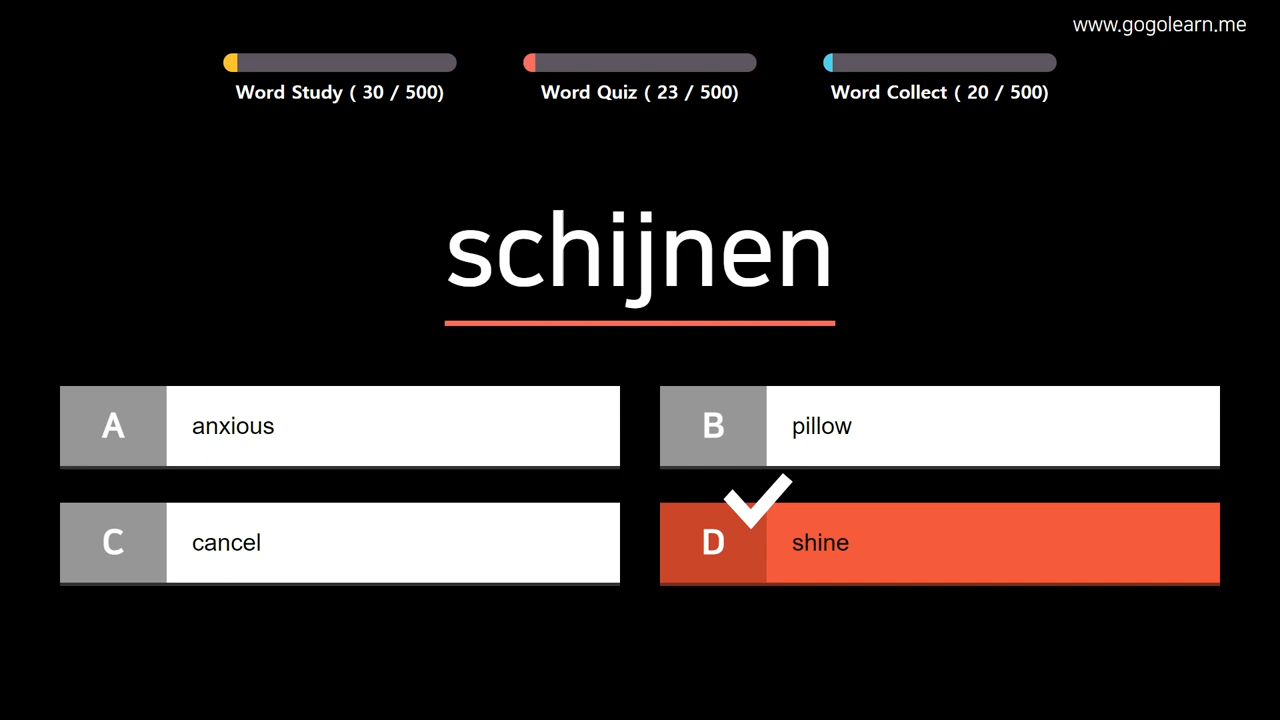 www.gogolearn.me
Word Study ( 30 / 500)
Word Quiz ( 23 / 500)
Word Collect ( 20 / 500)
schijnen
A anxious
B pillow
C cancel
D shine